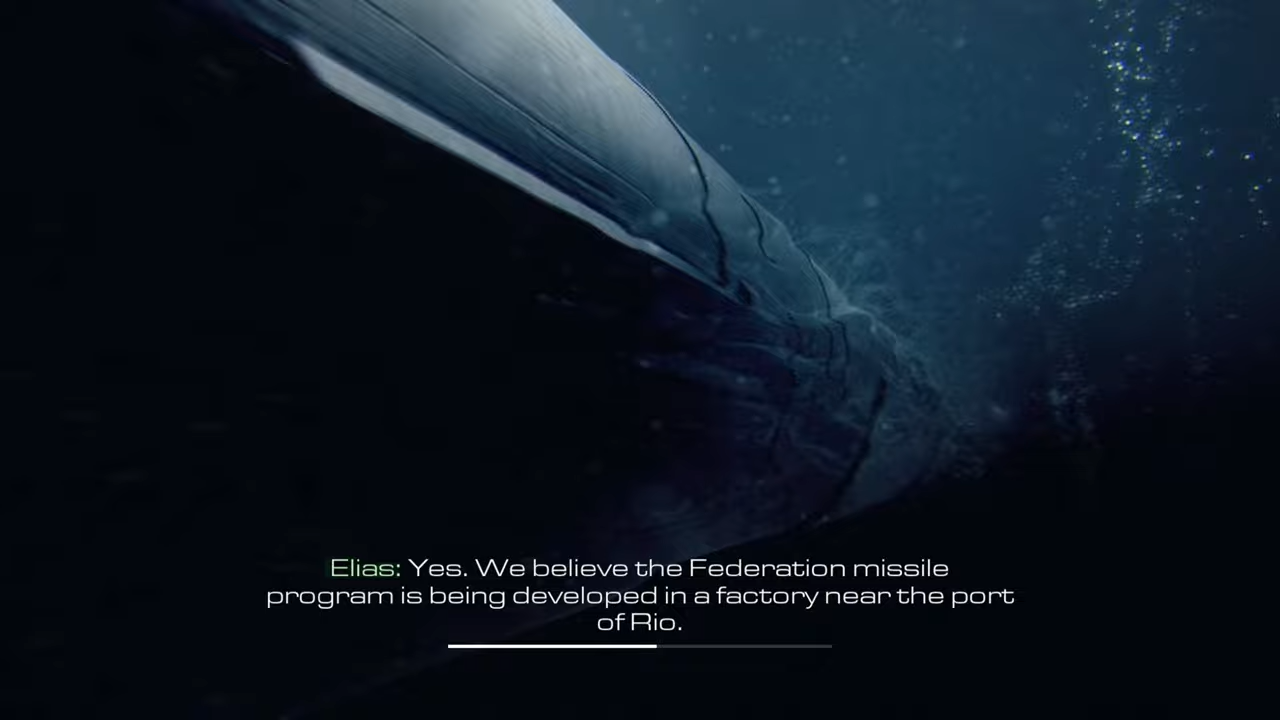 Elias: Yes. We believe the Federation missile
program is being developed in a factory near the port
of Rio.